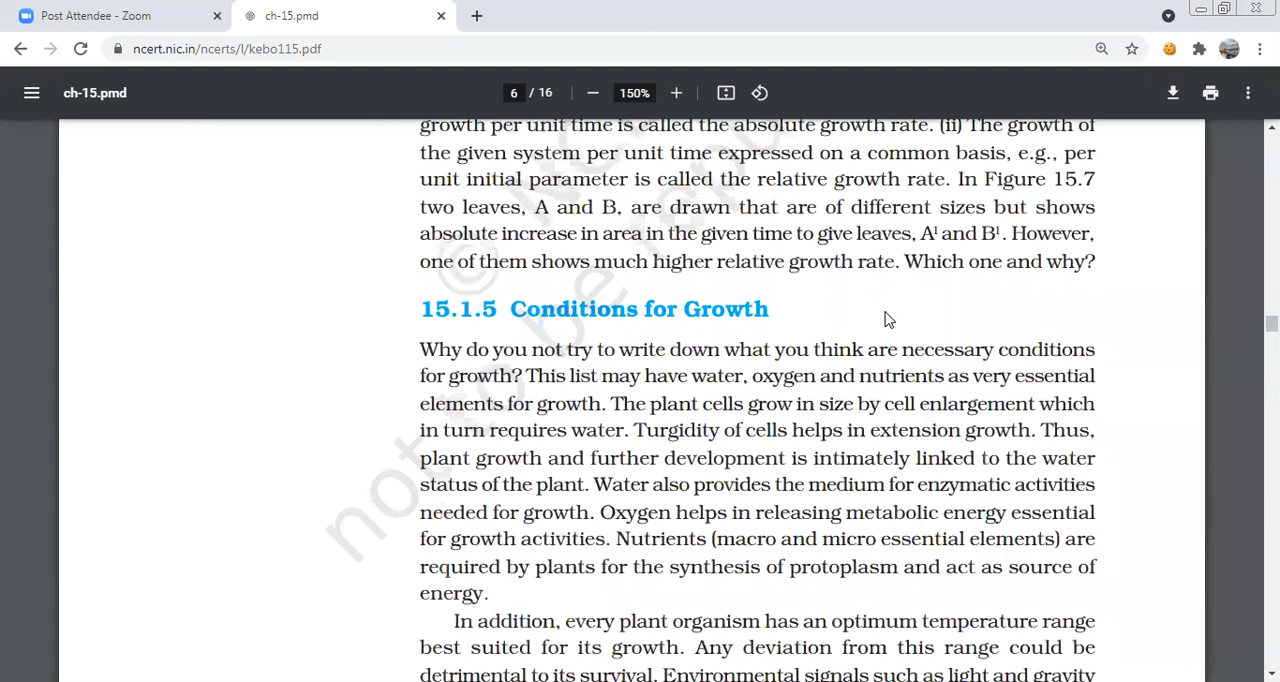 Post Attendee - Zoom
ch-15.pmd
ncert.nic.in/ncerts/l/kebo115.pdf
ch-15.pmd
6 / 16
150%
growth per unit time is called the absolute growth rate. (ii) The growth of
the given system per unit time expressed on a common basis, e.g., per
unit initial parameter is called the relative growth rate. In Figure 15.7
two leaves, A and B, are drawn that are of different sizes but shows
absolute increase in area in the given time to give leaves, A¹ and B¹. However,
one of them shows much higher relative growth rate. Which one and why?
15.1.5 Conditions for Growth
Why do you not try to write down what you think are necessary conditions
for growth? This list may have water, oxygen and nutrients as very essential
elements for growth. The plant cells grow in size by cell enlargement which
in turn requires water. Turgidity of cells helps in extension growth. Thus,
plant growth and further development is intimately linked to the water
status of the plant. Water also provides the medium for enzymatic activities
needed for growth. Oxygen helps in releasing metabolic energy essential
for growth activities. Nutrients (macro and micro essential elements) are
required by plants for the synthesis of protoplasm and act as source of
energy.
In addition, every plant organism has an optimum temperature range
best suited for its growth. Any deviation from this range could be
detrimental to its survival. Environmental signals such as light and gravity
not to be